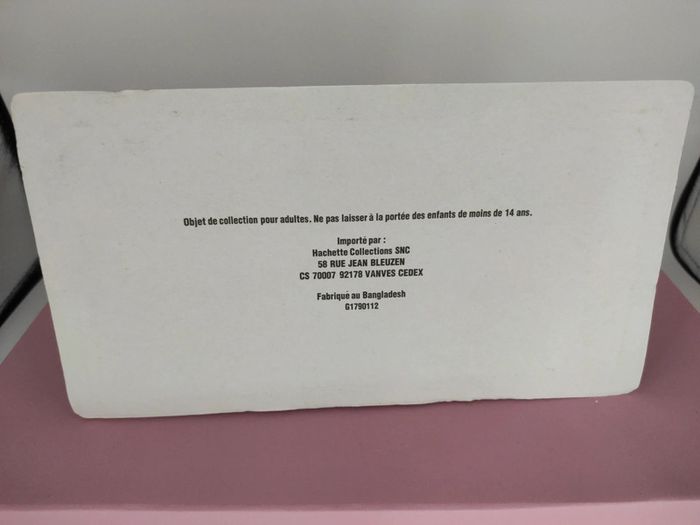 Objet de collection pour adultes. Ne pas laisser à la portée des enfants de moins de 14 ans.
Importé par :
Hachette Collections SNC
58 RUE JEAN BLEUZEN
CS 70007 92178 VANVES CEDEX
Fabriqué au Bangladesh
G1790112